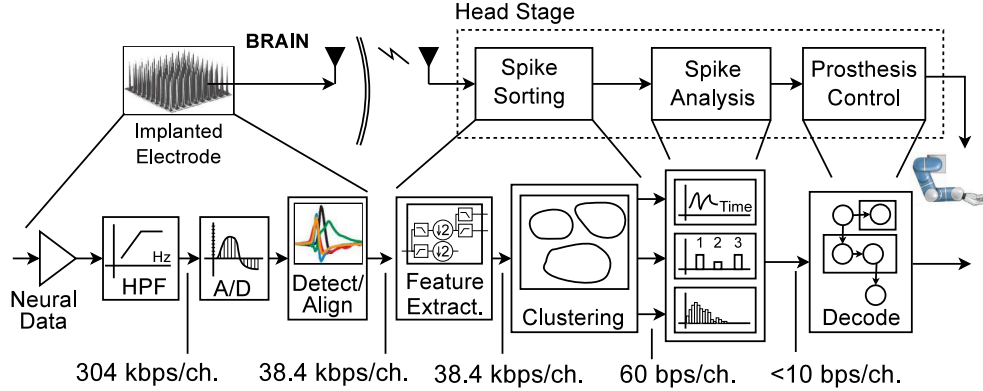 Head Stage
BRAIN
Implanted
Electrode
Spike
Sorting
Spike
Analysis
Prosthesis
Control
Neural
Data
Hz
HPF
A/D
Detect/
Align
↓2
↓2
Feature
Extract.
Clustering
Time
1 2 3
Decode
304 kbps/ch.
38.4 kbps/ch.
38.4 kbps/ch.
60 bps/ch.
<10 bps/ch.